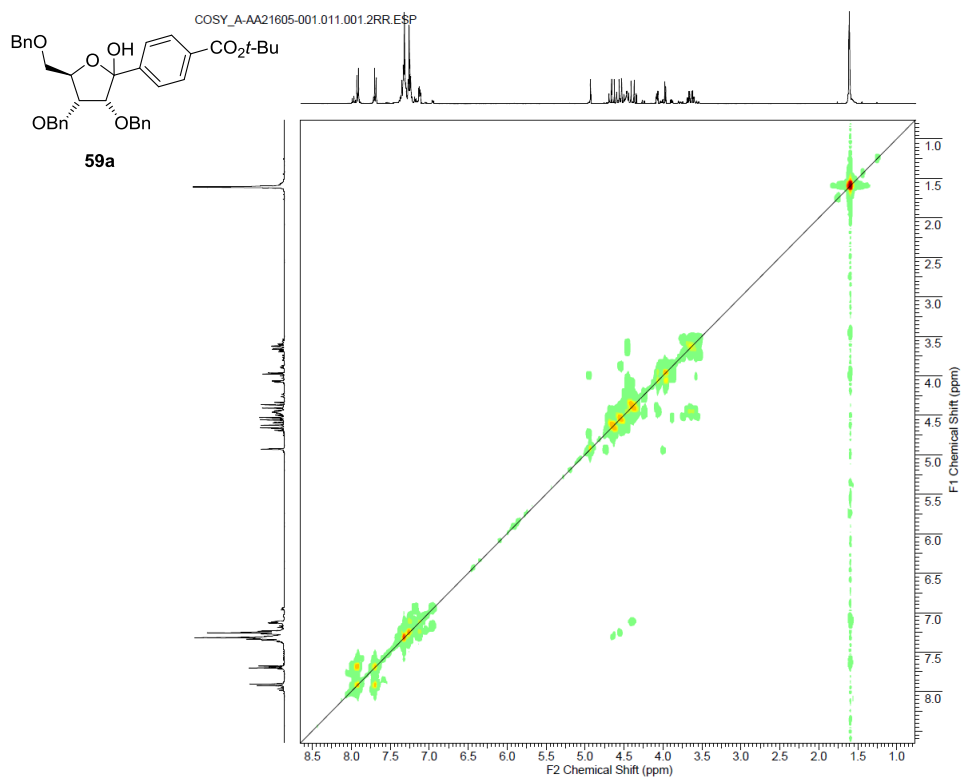 COSY_A-AA21605-001.011.001.2RR.ESP
BnO
OH
CO2t-Bu
O
OBn
OBn
59a
1.0
1.5
2.0
2.5
3.0
3.5
4.0
4.5
5.0
5.5
6.0
6.5
7.0
7.5
8.0
F1 Chemical Shift (ppm)
8.5 8.0 7.5 7.0 6.5 6.0 5.5 5.0 4.5 4.0 3.5 3.0 2.5 2.0 1.5 1.0
F2 Chemical Shift (ppm)